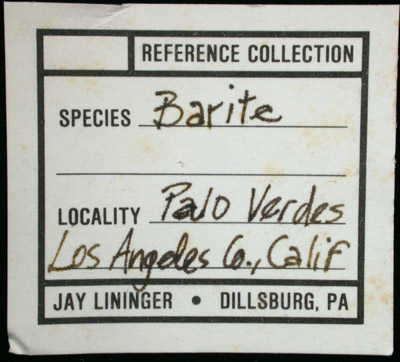 REFERENCE COLLECTION
SPECIES Barite
LOCALITY Palo Verdes
Los Angeles Co., Calif
JAY LININGER • DILLSBURG, PA